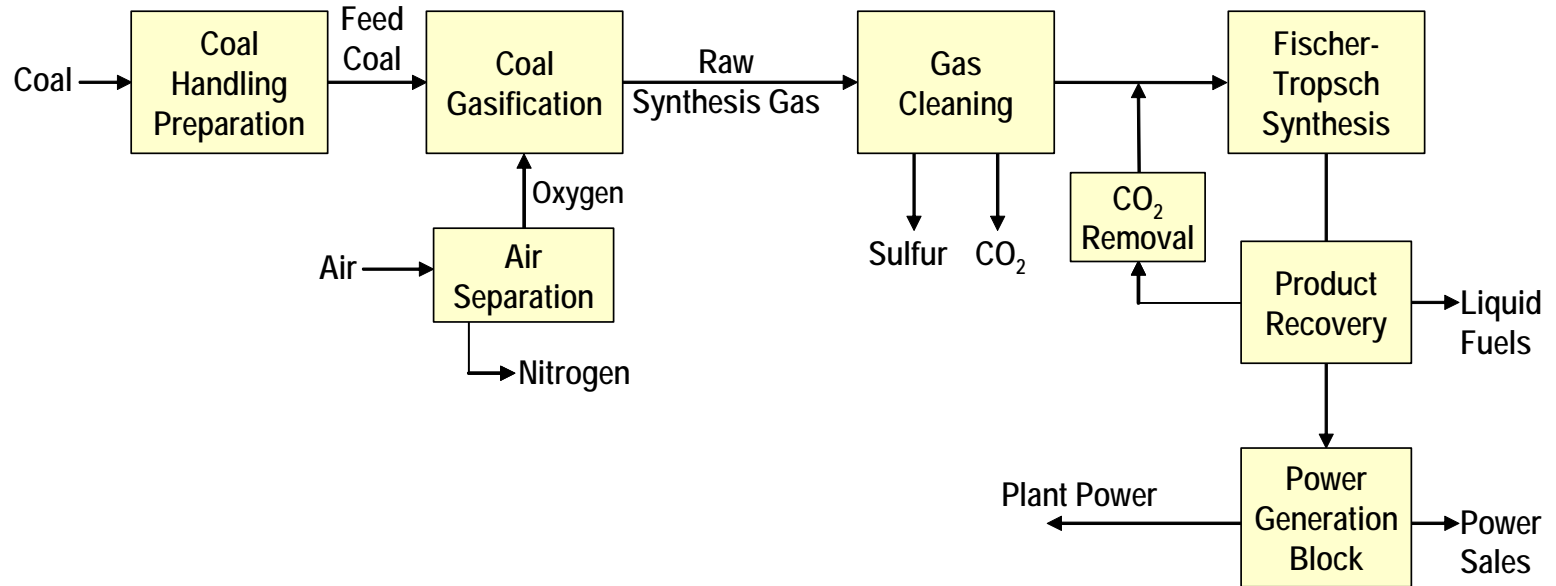 Coal
Coal
Handling
Preparation
Feed
Coal
Coal
Gasification
Raw
Synthesis Gas
Gas
Cleaning
Fischer-
Tropsch
Synthesis
Oxygen
CO₂
Removal
Air
Air
Separation
Sulfur
CO₂
Product
Recovery
Liquid
Fuels
Nitrogen
Plant Power
Power
Generation
Block
Power
Sales